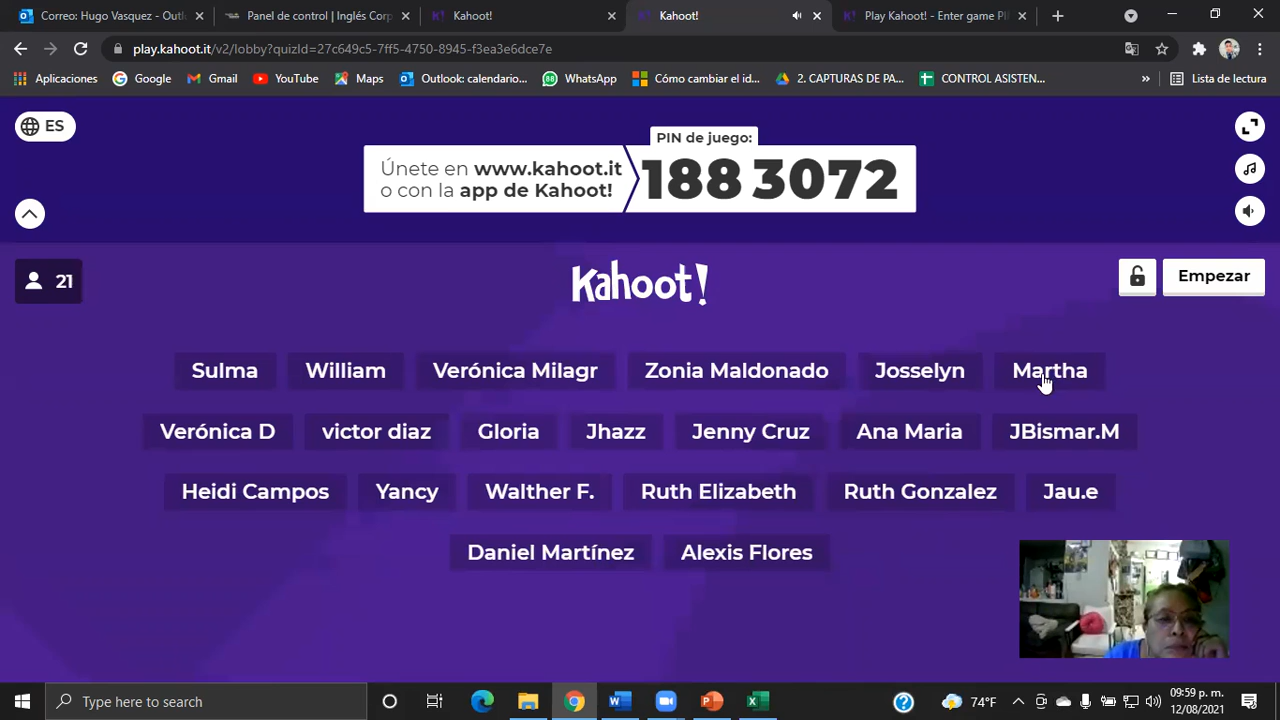 Correo: Hugo Vasquez - Outl
Panel de control | Inglés Corp
Kahoot!
Kahoot!
Play Kahoot! - Enter game PI
play.kahoot.it/v2/lobby?quizId=27c649c5-7ff5-4750-8945-f3ea3e6dce7e
Aplicaciones
Google
Gmail
YouTube
Maps
Outlook: calendario...
88
WhatsApp
Cómo cambiar el id...
2. CAPTURAS DE PA...
CONTROL ASISTEN...
»
Lista de lectura
ES
PIN de juego:
Únete en www.kahoot.it
o con la app de Kahoot!
188 3072
21
Kahoot!
Empezar
Sulma
William
Verónica Milagr
Zonia Maldonado
Josselyn
Martha
Verónica D
victor diaz
Gloria
Jhazz
Jenny Cruz
Ana Maria
JBismar.M
Heidi Campos
Yancy
Walther F.
Ruth Elizabeth
Ruth Gonzalez
Jau.e
Daniel Martínez
Alexis Flores
Type here to search
74°F
09:59 p. m.
12/08/2021